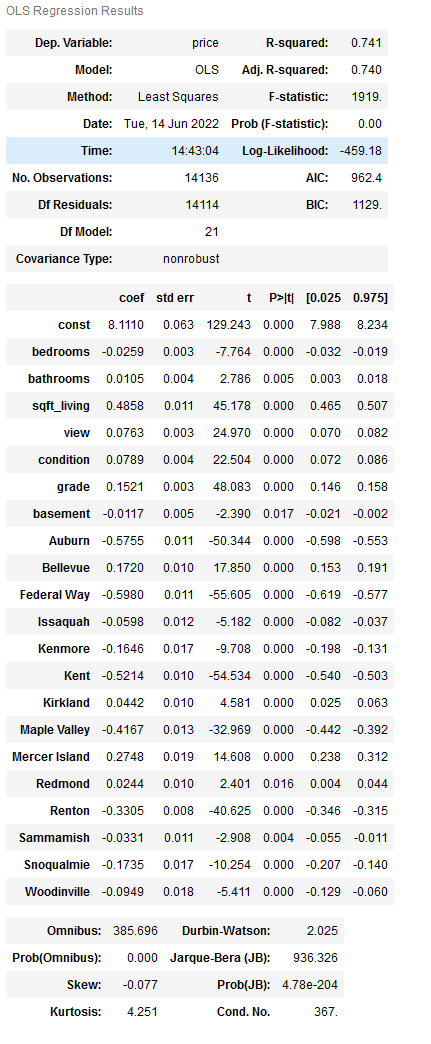 OLS Regression Results
Dep. Variable: price R-squared: 0.741
Model: OLS Adj. R-squared: 0.740
Method: Least Squares F-statistic: 1919.
Date: Tue, 14 Jun 2022 Prob (F-statistic): 0.00
Time: 14:43:04 Log-Likelihood: -459.18
No. Observations: 14136 AIC: 962.4
Df Residuals: 14114 BIC: 1129.
Df Model: 21
Covariance Type: nonrobust
coef std err t P>|t| [0.025 0.975]
const 8.1110 0.063 129.243 0.000 7.988 8.234
bedrooms -0.0259 0.003 -7.764 0.000 -0.032 -0.019
bathrooms 0.0105 0.004 2.786 0.005 0.003 0.018
sqft_living 0.4858 0.011 45.178 0.000 0.465 0.507
view 0.0763 0.003 24.970 0.000 0.070 0.082
condition 0.0789 0.004 22.504 0.000 0.072 0.086
grade 0.1521 0.003 48.083 0.000 0.146 0.158
basement -0.0117 0.005 -2.390 0.017 -0.021 -0.002
Auburn -0.5755 0.011 -50.344 0.000 -0.598 -0.553
Bellevue 0.1720 0.010 17.850 0.000 0.153 0.191
Federal Way -0.5980 0.011 -55.605 0.000 -0.619 -0.577
Issaquah -0.0598 0.012 -5.182 0.000 -0.082 -0.037
Kenmore -0.1646 0.017 -9.708 0.000 -0.198 -0.131
Kent -0.5214 0.010 -54.534 0.000 -0.540 -0.503
Kirkland 0.0442 0.010 4.581 0.000 0.025 0.063
Maple Valley -0.4167 0.013 -32.969 0.000 -0.442 -0.392
Mercer Island 0.2748 0.019 14.608 0.000 0.238 0.312
Redmond 0.0244 0.010 2.401 0.016 0.004 0.044
Renton -0.3305 0.008 -40.625 0.000 -0.346 -0.315
Sammamish -0.0331 0.011 -2.908 0.004 -0.055 -0.011
Snoqualmie -0.1735 0.017 -10.254 0.000 -0.207 -0.140
Woodinville -0.0949 0.018 -5.411 0.000 -0.129 -0.060
Omnibus: 385.696 Durbin-Watson: 2.025
Prob(Omnibus): 0.000 Jarque-Bera (JB): 936.326
Skew: -0.077 Prob(JB): 4.78e-204
Kurtosis: 4.251 Cond. No. 367.